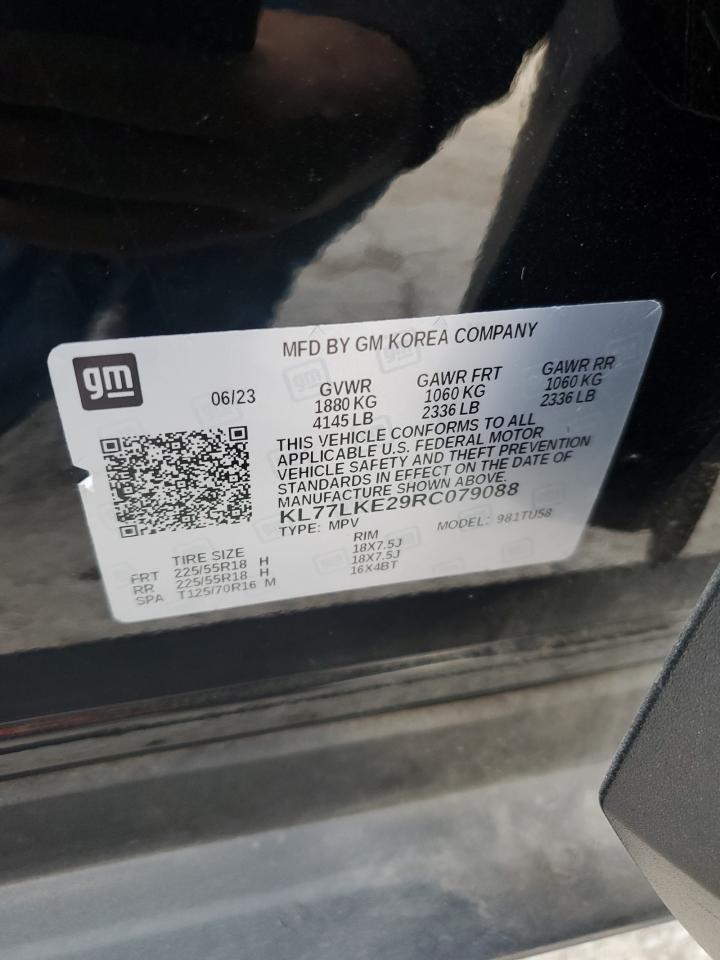 MFD BY GM KOREA COMPANY
gm
06/23
GVWR GAWR FRT GAWR RR
1880 KG 1060 KG 1060 KG
4145 LB 2336 LB 2336 LB
THIS VEHICLE CONFORMS TO ALL
APPLICABLE U.S. FEDERAL MOTOR
VEHICLE SAFETY AND THEFT PREVENTION
STANDARDS IN EFFECT ON THE DATE OF
MANUFACTURE SHOWN ABOVE.
KL77LKE29RC079088
TYPE: MPV MODEL: 981TU58
TIRE SIZE RIM
FRT 225/55R18 H 18X7.5J
RR 225/55R18 H 18X7.5J
SPA T125/70R16 M 16X4BT